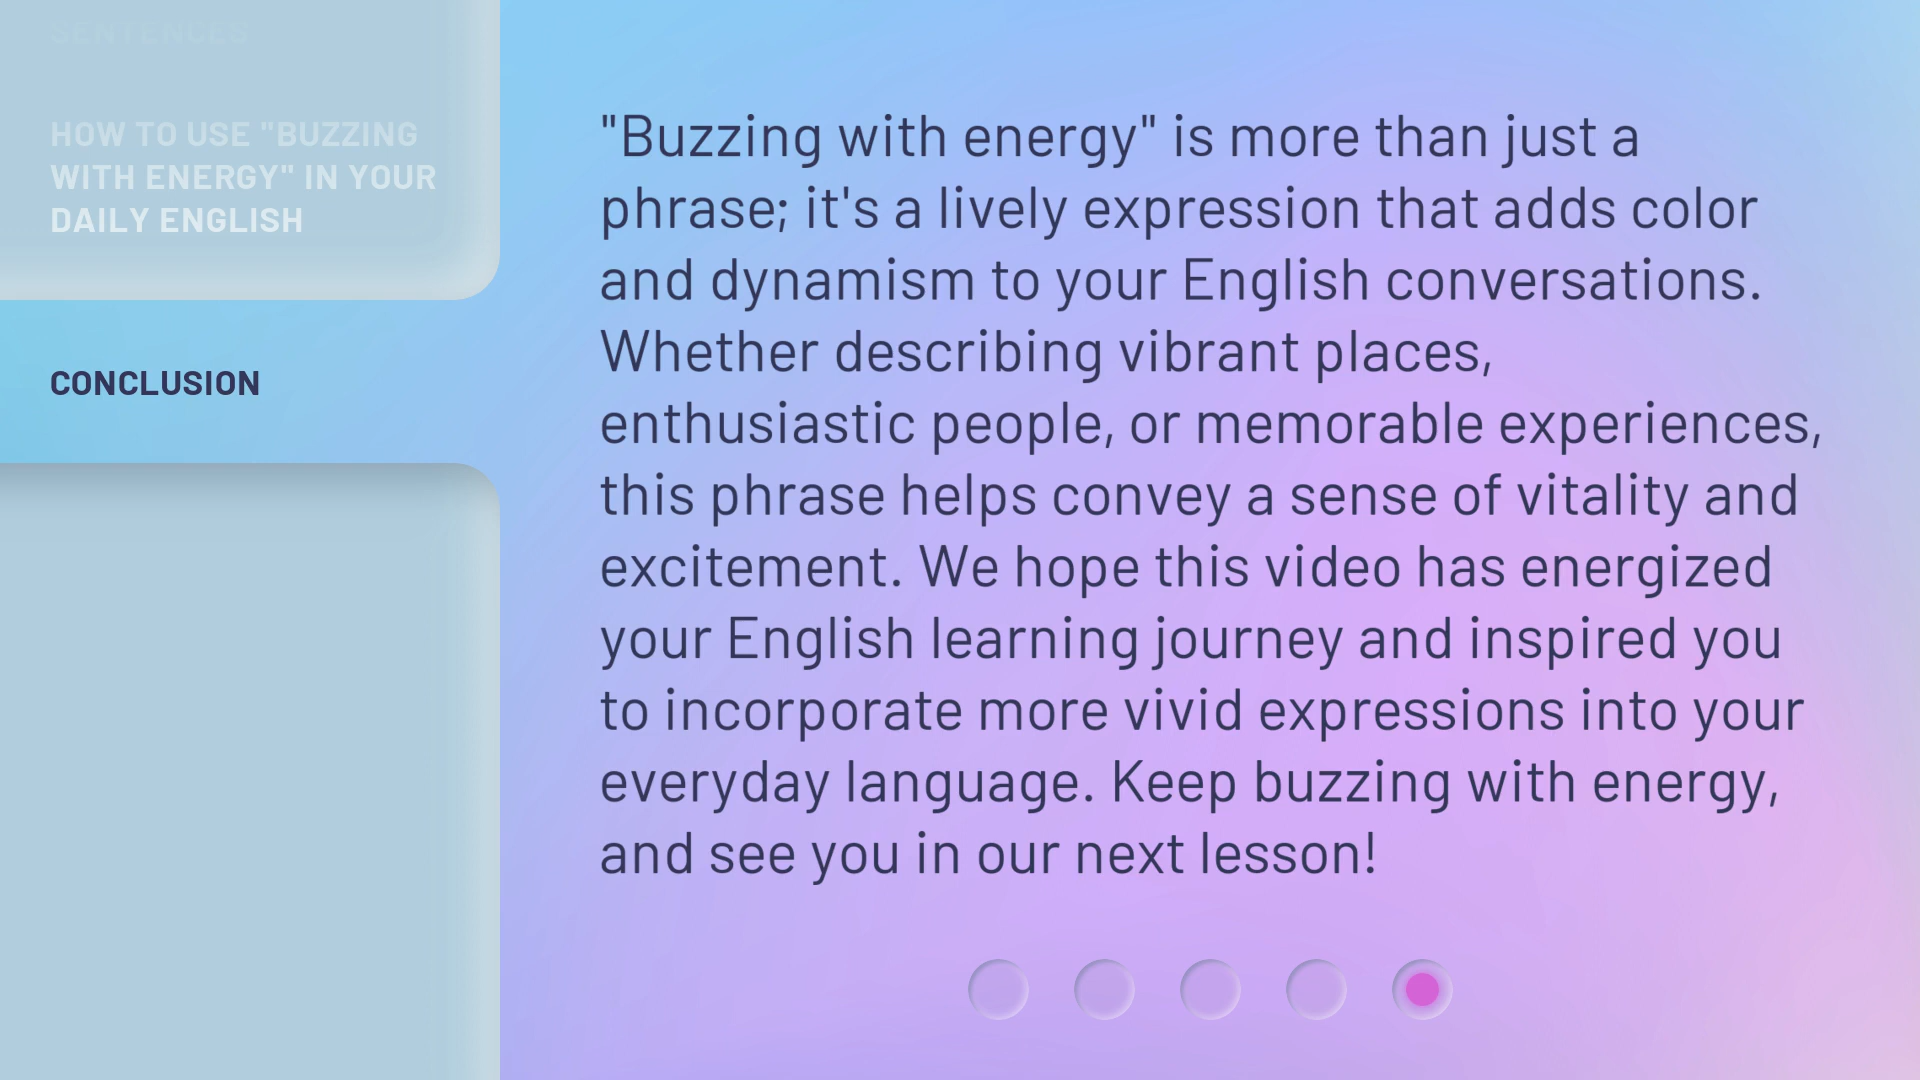 SENTENCES
HOW TO USE "BUZZING
WITH ENERGY" IN YOUR
DAILY ENGLISH
CONCLUSION
"Buzzing with energy" is more than just a
phrase; it's a lively expression that adds color
and dynamism to your English conversations.
Whether describing vibrant places,
enthusiastic people, or memorable experiences,
this phrase helps convey a sense of vitality and
excitement. We hope this video has energized
your English learning journey and inspired you
to incorporate more vivid expressions into your
everyday language. Keep buzzing with energy,
and see you in our next lesson!